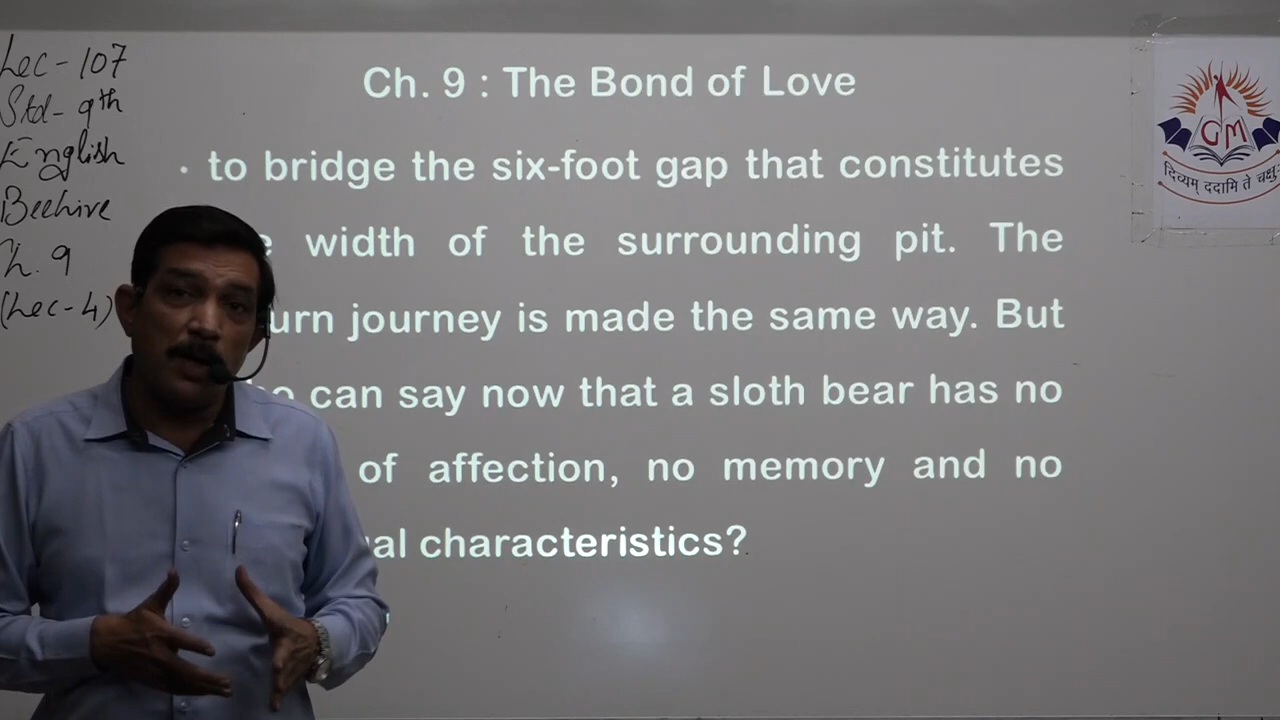 Lec - 107
Std - 9th
English
Beehive
Ch. 9
(Lec - 4)
Ch. 9 : The Bond of Love
• to bridge the six-foot gap that constitutes
width of the surrounding pit. The
journey is made the same way. But
can say now that a sloth bear has no
of affection, no memory and no
characteristics?
GM
दिव्यम् ददामि ते चक्षुः